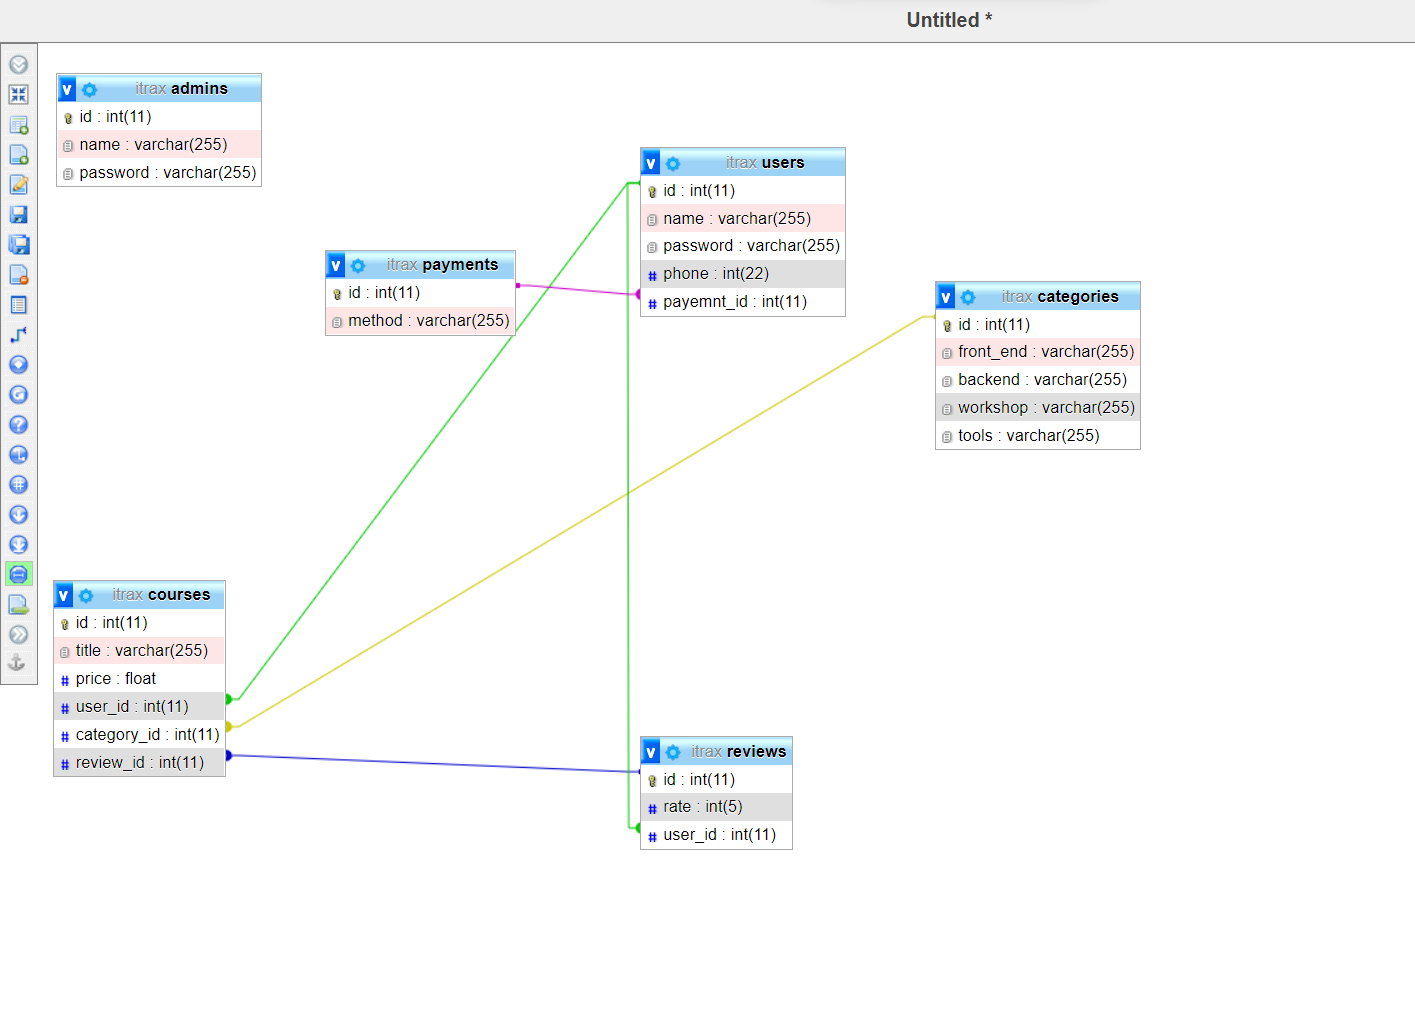 Untitled *
v itrax admins
id : int(11)
name : varchar(255)
password : varchar(255)
v itrax users
id : int(11)
name : varchar(255)
password : varchar(255)
phone : int(22)
payemnt_id : int(11)
v itrax payments
id : int(11)
method : varchar(255)
v itrax categories
id : int(11)
front_end : varchar(255)
backend : varchar(255)
workshop : varchar(255)
tools : varchar(255)
v itrax courses
id : int(11)
title : varchar(255)
# price : float
# user_id : int(11)
# category_id : int(11)
# review_id : int(11)
v itrax reviews
id : int(11)
# rate : int(5)
# user_id : int(11)